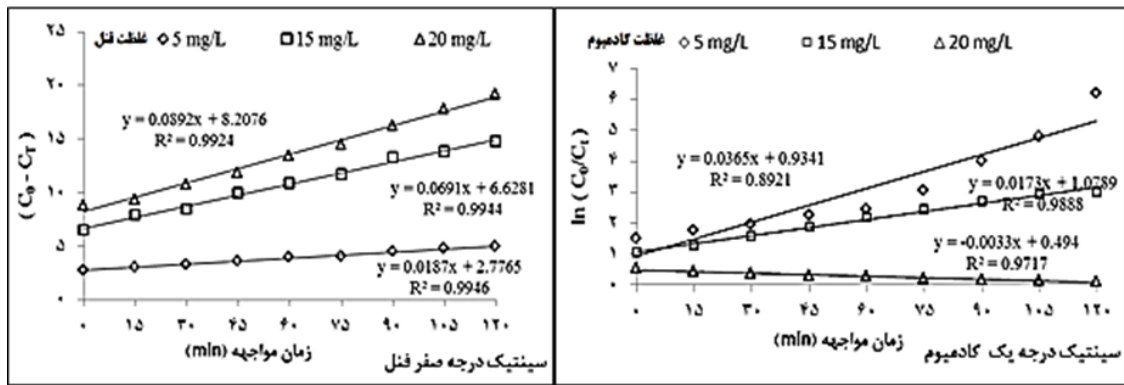 غلظت فنل ◇ 5 mg/L □ 15 mg/L △ 20 mg/L
۲۵
۲۰
۱۵
۱۰
۵
۰
( C₀ – C_T )
y = 0.0892x + 8.2076
R² = 0.9924
y = 0.0691x + 6.6281
R² = 0.9944
y = 0.0187x + 2.7765
R² = 0.9946
۰ ۱۵ ۳۰ ۴۵ ۶۰ ۷۵ ۹۰ ۱۰۵ ۱۲۰
زمان مواجهه (min)
سینتیک درجه صفر فنل
غلظت کادمیوم ◇ 5 mg/L □ 15 mg/L △ 20 mg/L
۷
۶
۵
۴
۳
۲
۱
۰
ln ( C₀/Cₜ)
y = 0.0365x + 0.9341
R² = 0.8921
y = 0.0173x + 1.0789
R² = 0.9888
y = -0.0033x + 0.494
R² = 0.9717
۰ ۱۵ ۳۰ ۴۵ ۶۰ ۷۵ ۹۰ ۱۰۵ ۱۲۰
زمان مواجهه (min)
سینتیک درجه یک کادمیوم